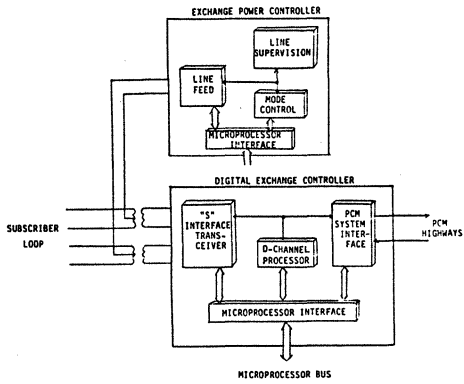 EXCHANGE POWER CONTROLLER
LINE
SUPERVISION
LINE
FEED
MODE
CONTROL
MICROPROCESSOR
INTERFACE
DIGITAL EXCHANGE CONTROLLER
SUBSCRIBER
LOOP
"S"
INTERFACE
TRANS-
CEIVER
D-CHANNEL
PROCESSOR
PCM
SYSTEM
INTER-
FACE
PCM
HIGHWAYS
MICROPROCESSOR INTERFACE
MICROPROCESSOR BUS